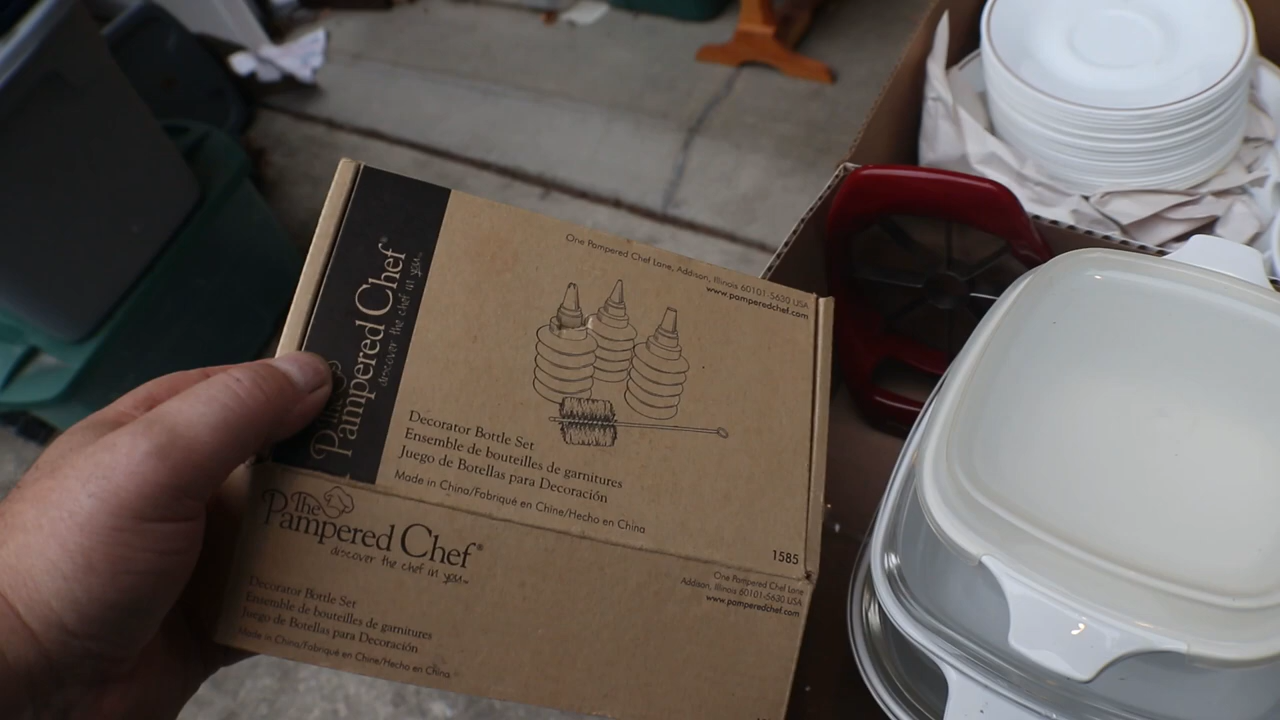 The
Pampered Chef®
discover the chef in you™
One Pampered Chef Lane, Addison, Illinois 60101-5630 USA
www.pamperedchef.com
Decorator Bottle Set
Ensemble de bouteilles de garnitures
Juego de Botellas para Decoración
Made in China/Fabriqué en Chine/Hecho en China
1585
The
Pampered Chef®
discover the chef in you™
One Pampered Chef Lane
Addison, Illinois 60101-5630 USA
www.pamperedchef.com
Decorator Bottle Set
Ensemble de bouteilles de garnitures
Juego de Botellas para Decoración
Made in China/Fabriqué en Chine/Hecho en China